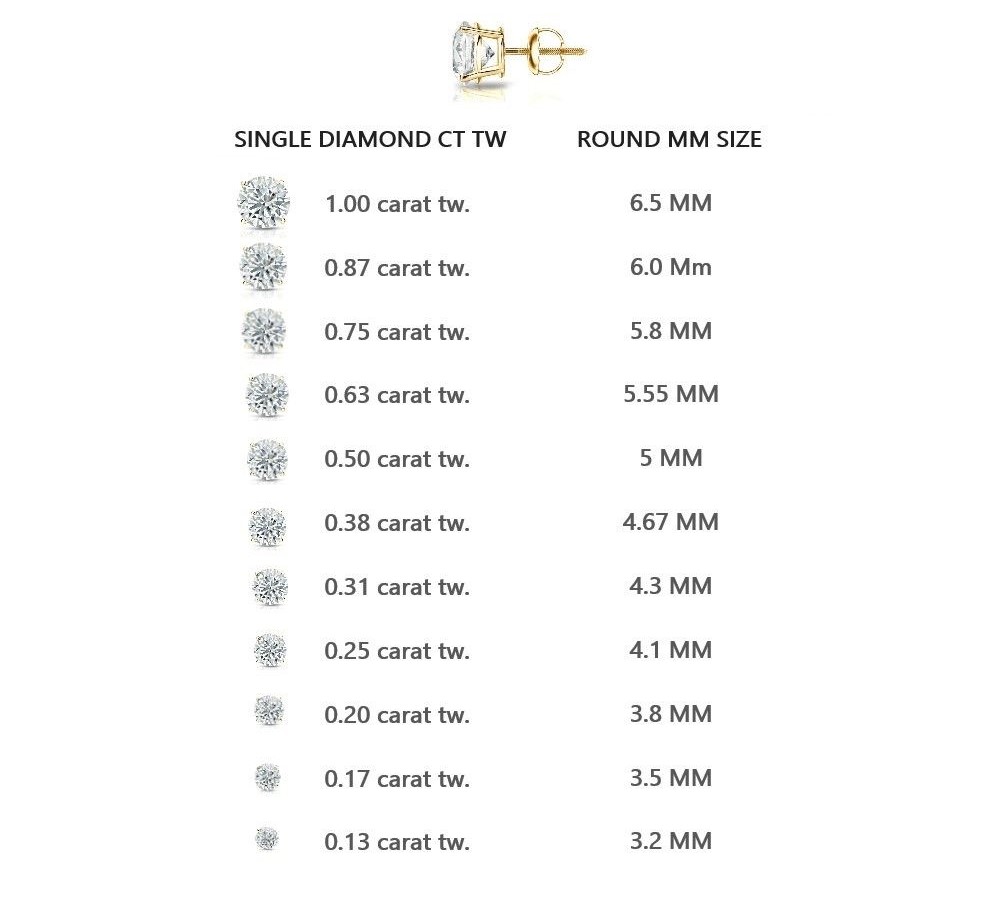 SINGLE DIAMOND CT TW ROUND MM SIZE
1.00 carat tw. 6.5 MM
0.87 carat tw. 6.0 Mm
0.75 carat tw. 5.8 MM
0.63 carat tw. 5.55 MM
0.50 carat tw. 5 MM
0.38 carat tw. 4.67 MM
0.31 carat tw. 4.3 MM
0.25 carat tw. 4.1 MM
0.20 carat tw. 3.8 MM
0.17 carat tw. 3.5 MM
0.13 carat tw. 3.2 MM